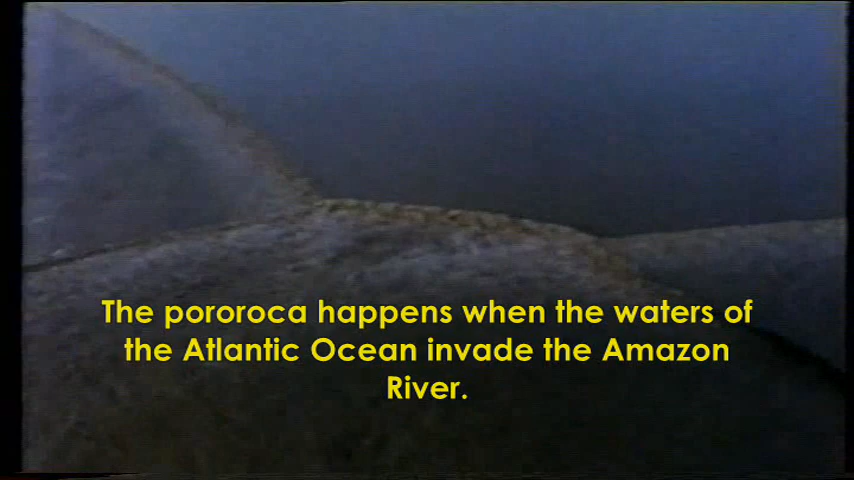 The pororoca happens when the waters of
the Atlantic Ocean invade the Amazon
River.